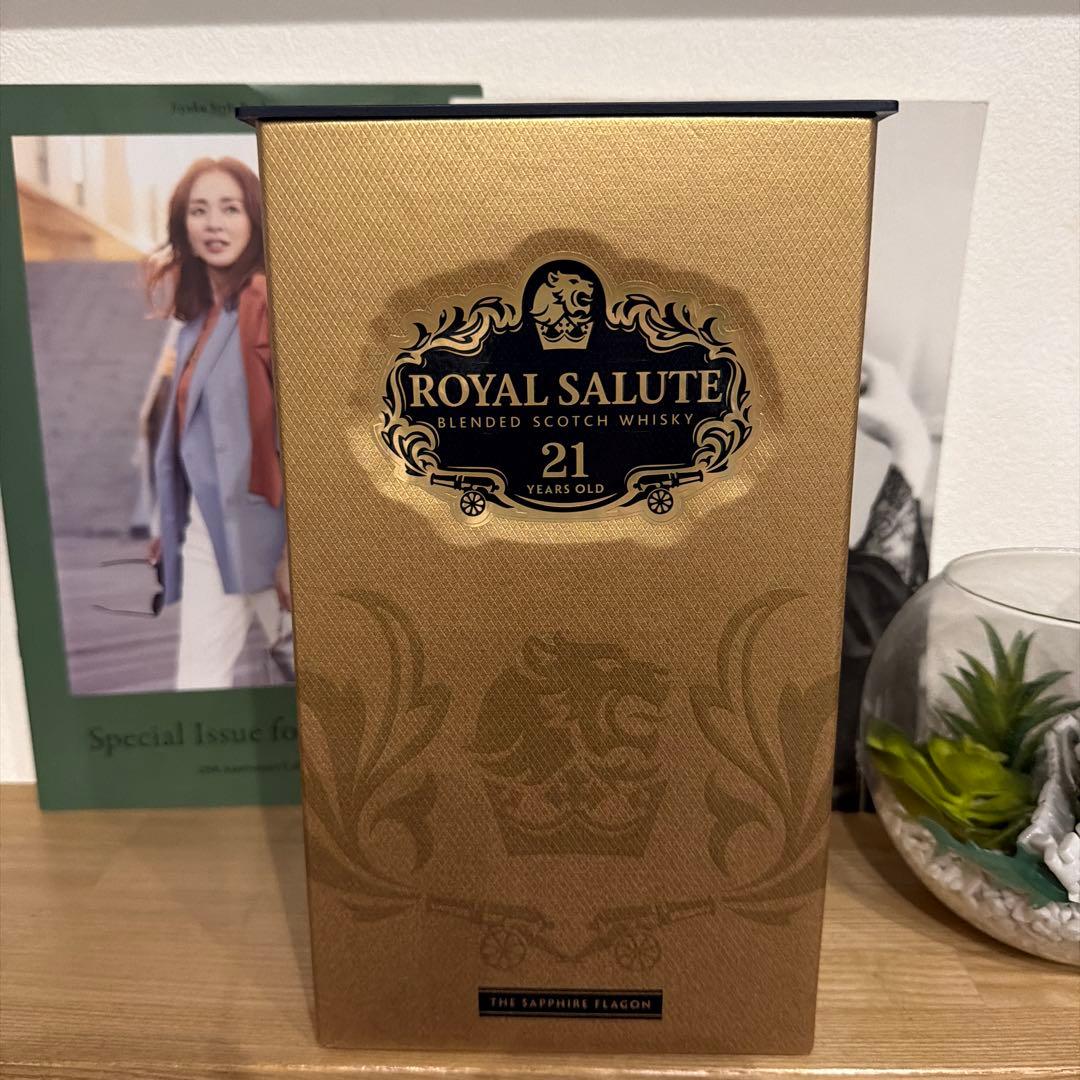 ROYAL SALUTE
BLENDED SCOTCH WHISKY
21
YEARS OLD
THE SAPPHIRE FLAGON
Special Issue fo